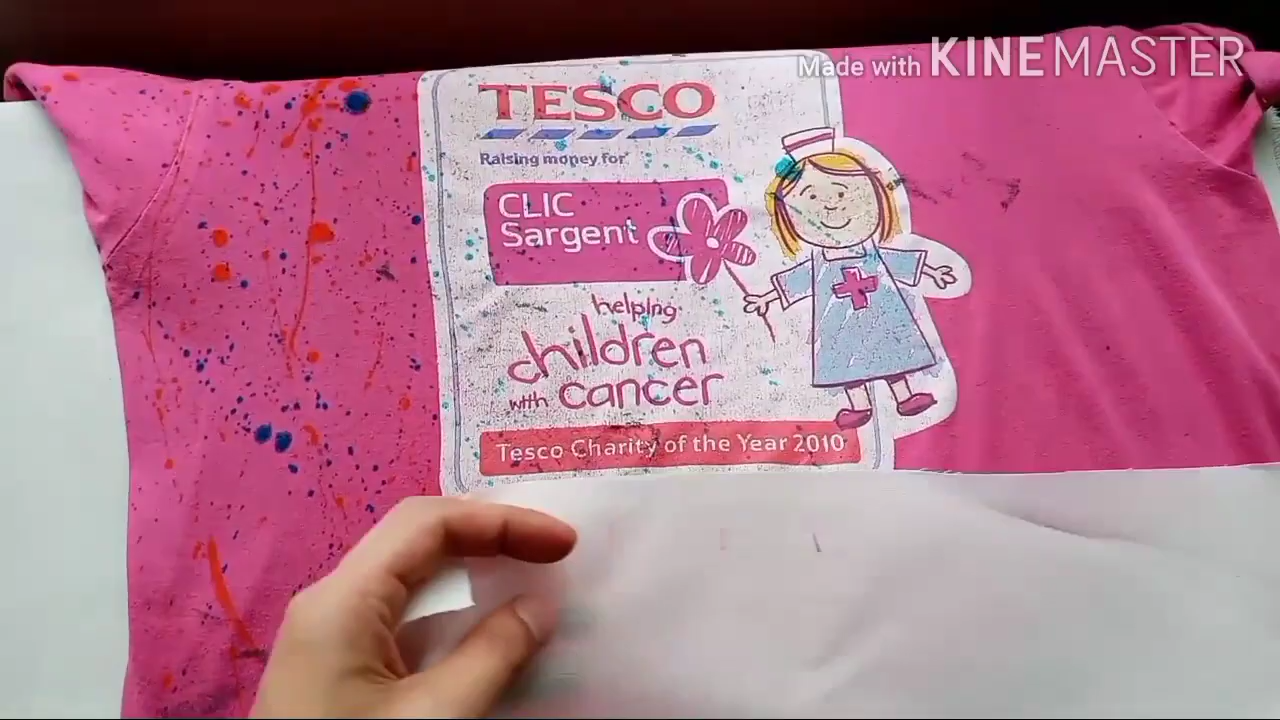 Made with KINEMASTER
TESCO
Raising money for
CLIC
Sargent
helping
children
with cancer
Tesco Charity of the Year 2010